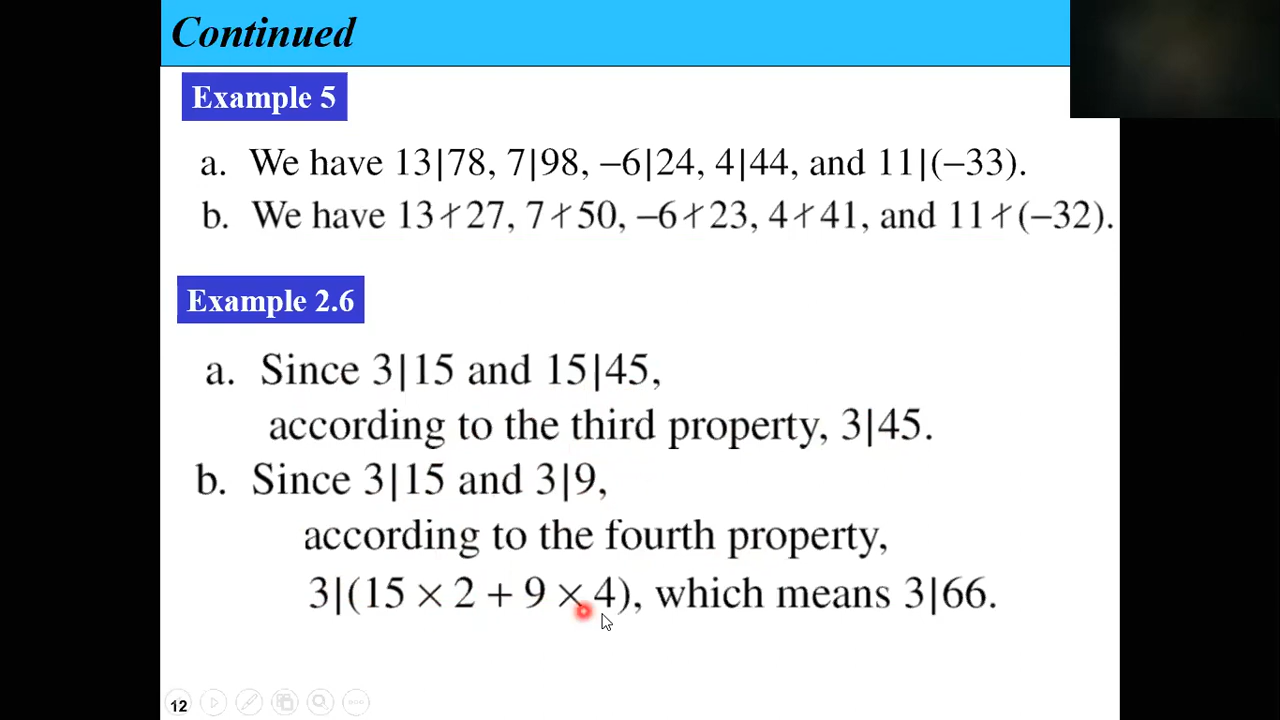 Continued
Example 5
a. We have 13|78, 7|98, −6|24, 4|44, and 11|(−33).
b. We have 13∤27, 7∤50, −6∤23, 4∤41, and 11∤(−32).
Example 2.6
a. Since 3|15 and 15|45,
according to the third property, 3|45.
b. Since 3|15 and 3|9,
according to the fourth property,
3|(15 × 2 + 9 × 4), which means 3|66.
12